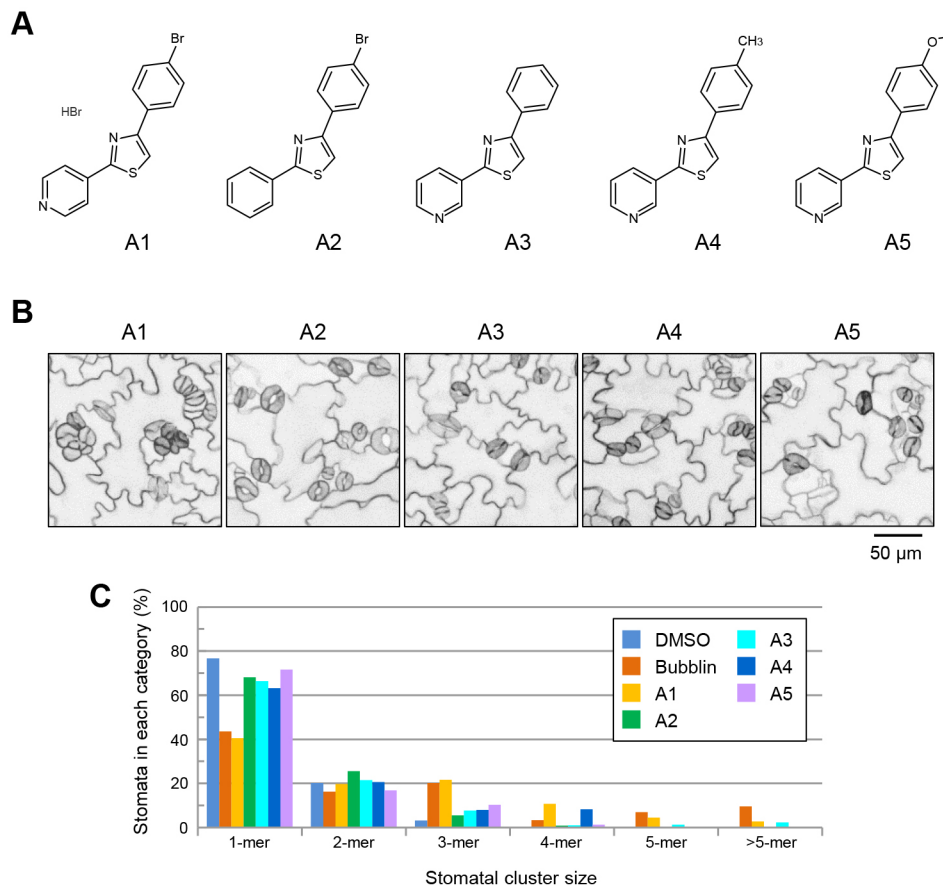 A
Br
HBr
N
S
N
A1
Br
N
S
A2
N
S
N
A3
CH3
N
S
N
A4
O
N
S
N
A5
B
A1 A2 A3 A4 A5
50 µm
C
Stomata in each category (%)
100
80
60
40
20
0
DMSO
Bubblin
A1
A2
A3
A4
A5
1-mer 2-mer 3-mer 4-mer 5-mer >5-mer
Stomatal cluster size